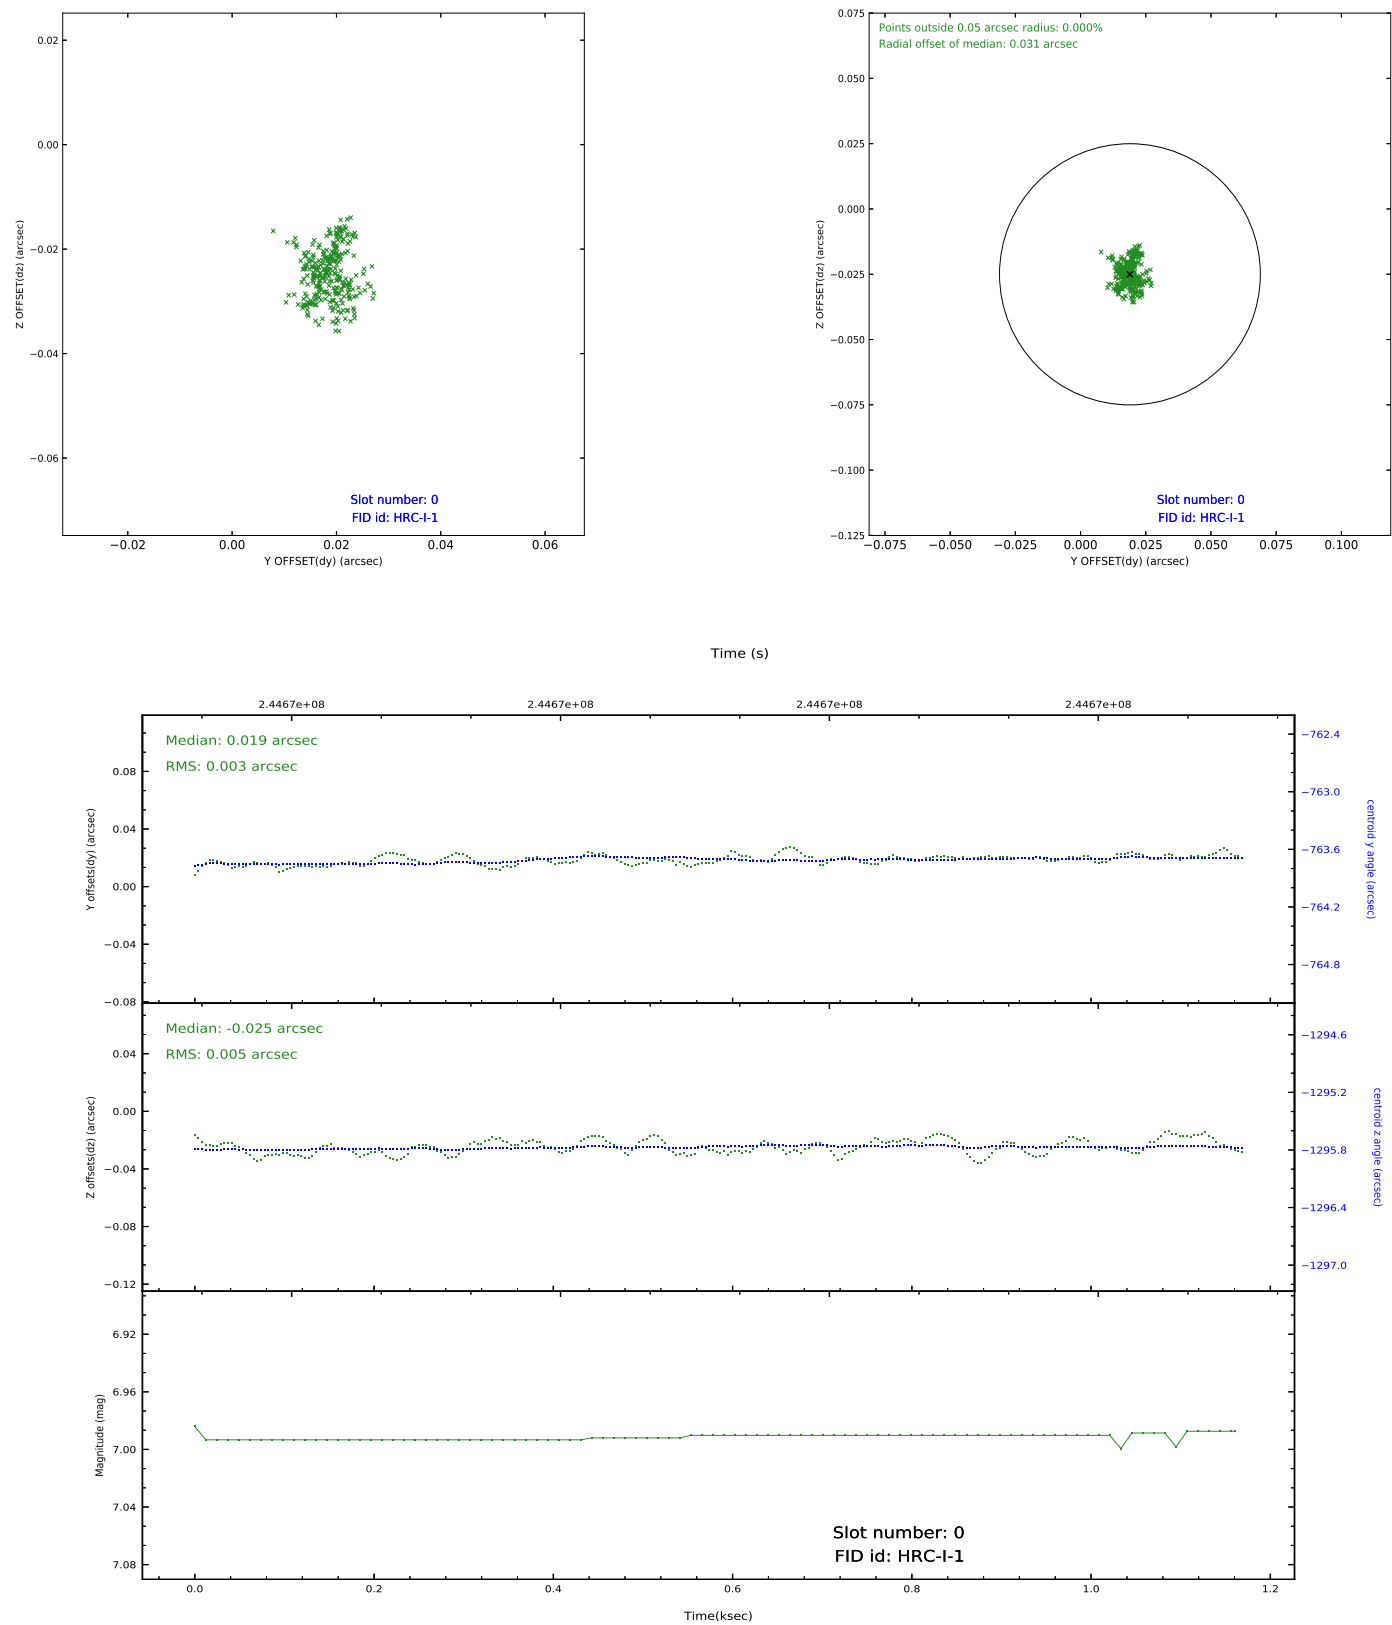 0.02
0.00
−0.02
−0.04
−0.06
Z OFFSET(dz) (arcsec)
Slot number: 0
FID id: HRC-I-1
−0.02 0.00 0.02 0.04 0.06
Y OFFSET(dy) (arcsec)
Points outside 0.05 arcsec radius: 0.000%
Radial offset of median: 0.031 arcsec
0.075
0.050
0.025
0.000
−0.025
−0.050
−0.075
−0.100
−0.125
Z OFFSET(dz) (arcsec)
Slot number: 0
FID id: HRC-I-1
−0.075 −0.050 −0.025 0.000 0.025 0.050 0.075 0.100
Y OFFSET(dy) (arcsec)
Time (s)
2.4467e+08 2.4467e+08 2.4467e+08 2.4467e+08
Median: 0.019 arcsec
RMS: 0.003 arcsec
0.08
0.04
0.00
−0.04
−0.08
Y offsets(dy) (arcsec)
−762.4
−763.0
−763.6
−764.2
−764.8
centroid y angle (arcsec)
Median: -0.025 arcsec
RMS: 0.005 arcsec
0.04
0.00
−0.04
−0.08
−0.12
Z offsets(dz) (arcsec)
−1294.6
−1295.2
−1295.8
−1296.4
−1297.0
centroid z angle (arcsec)
6.92
6.96
7.00
7.04
7.08
Magnitude (mag)
Slot number: 0
FID id: HRC-I-1
0.0 0.2 0.4 0.6 0.8 1.0 1.2
Time(ksec)